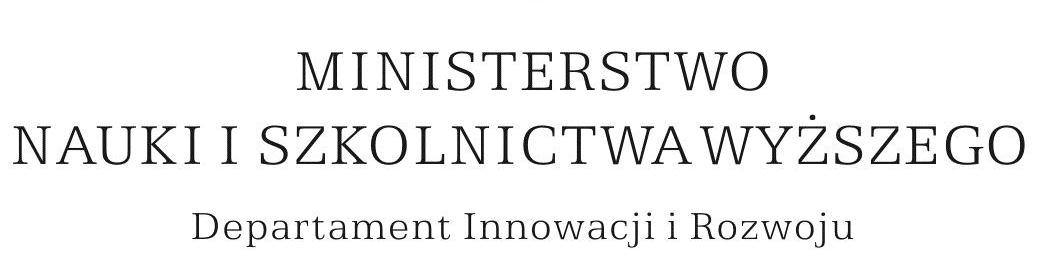 MINISTERSTWO
NAUKI I SZKOLNICTWA WYŻSZEGO
Departament Innowacji i Rozwoju